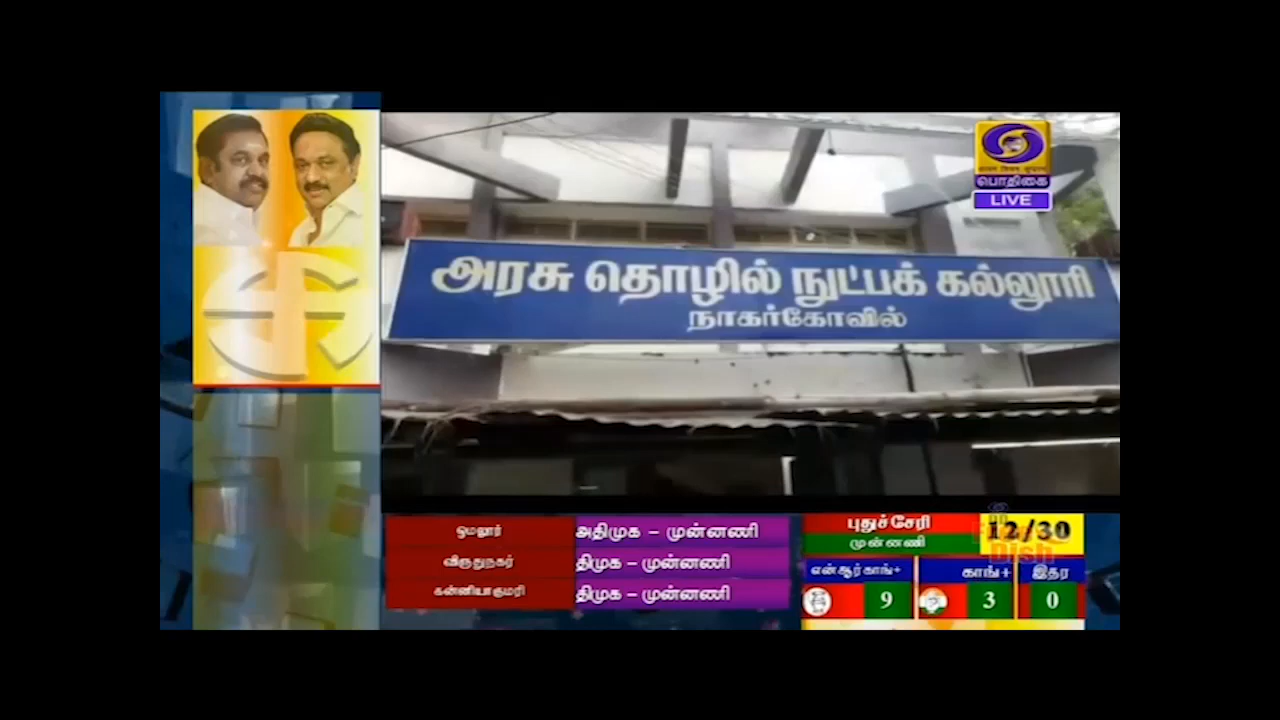 பொதிகை
LIVE
அரசு தொழில் நுட்பக் கல்லூரி
நாகர்கோவில்
ஓமலூர் அதிமுக – முன்னணி
விருதுநகர் திமுக – முன்னணி
கன்னியாகுமரி திமுக – முன்னணி
புதுச்சேரி 12/30
முன்னணி
என்.ஆர்காங்+ காங்+ இதர
9 3 0